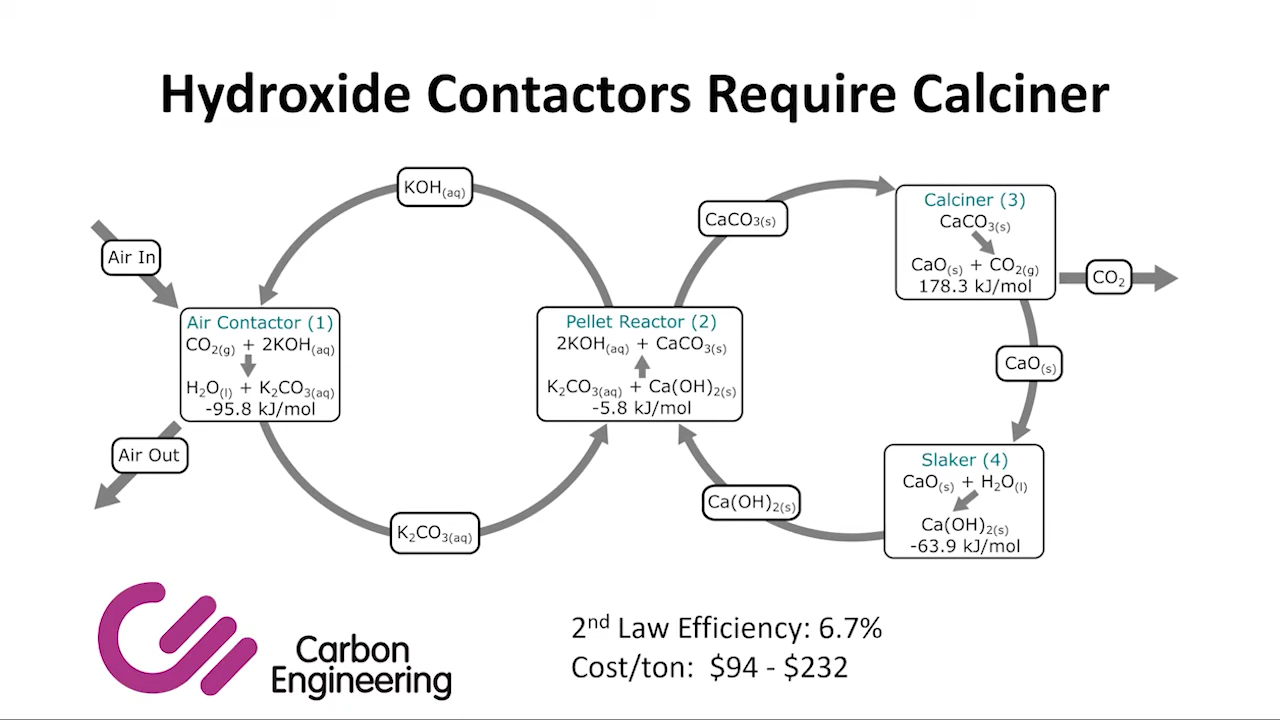 Hydroxide Contactors Require Calciner
KOH(aq)
CaCO3(s)
Calciner (3)
CaCO3(s)
CaO(s) + CO2(g)
178.3 kJ/mol
Air In
CO2
Air Contactor (1)
CO2(g) + 2KOH(aq)
H2O(l) + K2CO3(aq)
-95.8 kJ/mol
Pellet Reactor (2)
2KOH(aq) + CaCO3(s)
K2CO3(aq) + Ca(OH)2(s)
-5.8 kJ/mol
CaO(s)
Air Out
Slaker (4)
CaO(s) + H2O(l)
Ca(OH)2(s)
-63.9 kJ/mol
Ca(OH)2(s)
K2CO3(aq)
Carbon
Engineering
2nd Law Efficiency: 6.7%
Cost/ton: $94 - $232